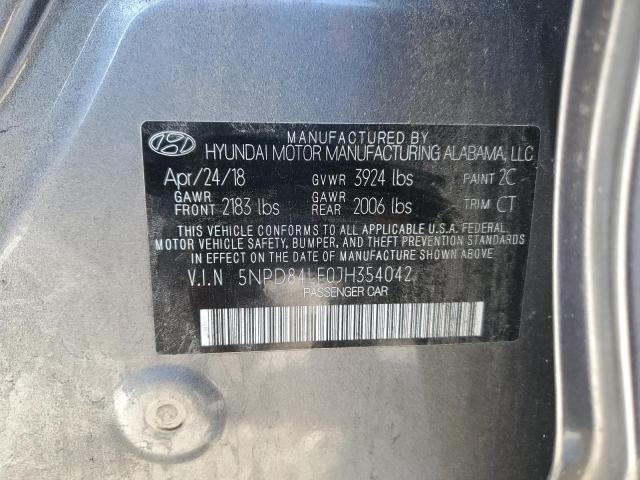 MANUFACTURED BY
HYUNDAI MOTOR MANUFACTURING ALABAMA, LLC
Apr/24/18 GVWR 3924 lbs PAINT 2C
GAWR FRONT 2183 lbs GAWR REAR 2006 lbs TRIM CT
THIS VEHICLE CONFORMS TO ALL APPLICABLE U.S.A. FEDERAL
MOTOR VEHICLE SAFETY, BUMPER, AND THEFT PREVENTION STANDARDS
IN EFFECT ON THE DATE OF MANUFACTURE SHOWN ABOVE.
V.I.N 5NPD84LF0JH354042
PASSENGER CAR